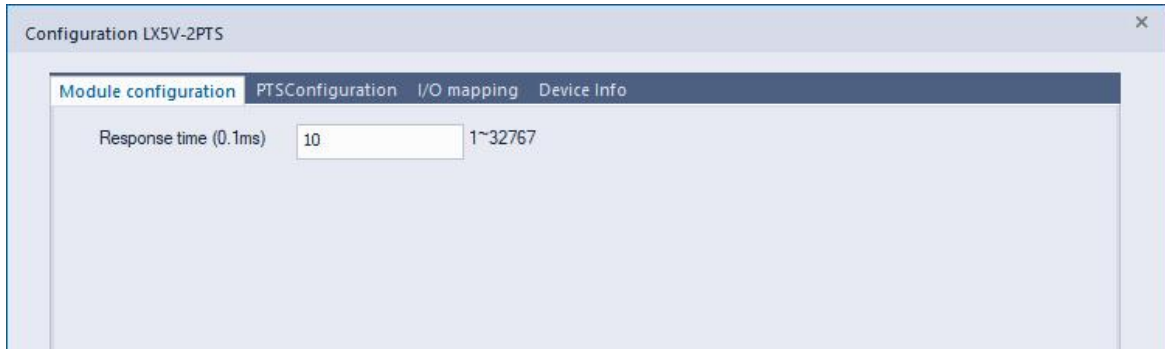 Configuration LX5V-2PTS
Module configuration PTSConfiguration I/O mapping Device Info
Response time (0.1ms) 10 1~32767